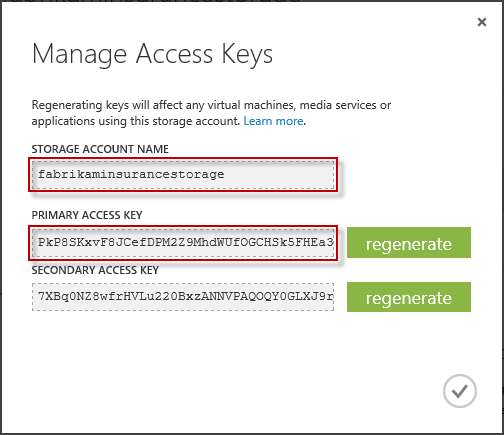 Manage Access Keys
Regenerating keys will affect any virtual machines, media services or
applications using this storage account. Learn more.
STORAGE ACCOUNT NAME
fabrikaminsurancestorage
PRIMARY ACCESS KEY
PkP8SKxvF8JCefDPM2Z9MhdWUfOGCHSk5FHEa3
regenerate
SECONDARY ACCESS KEY
7XBq0NZ8wfrHVLu220BxzANNVPAQOQY0GLXJ9r
regenerate